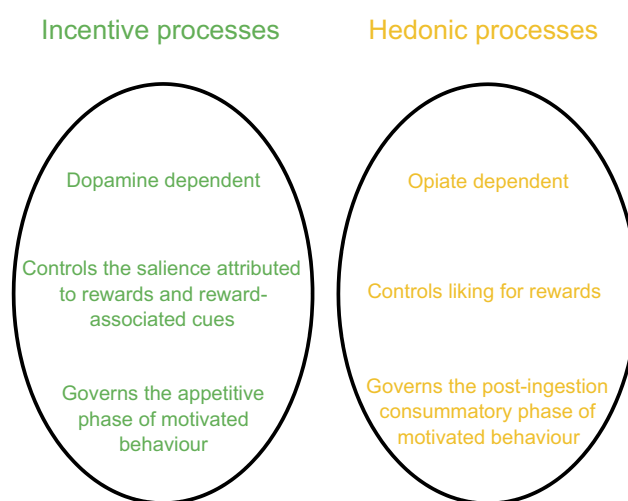 Incentive processes
Hedonic processes
Dopamine dependent
Controls the salience attributed
to rewards and reward-
associated cues
Governs the appetitive
phase of motivated
behaviour
Opiate dependent
Controls liking for rewards
Governs the post-ingestion
consummatory phase of
motivated behaviour